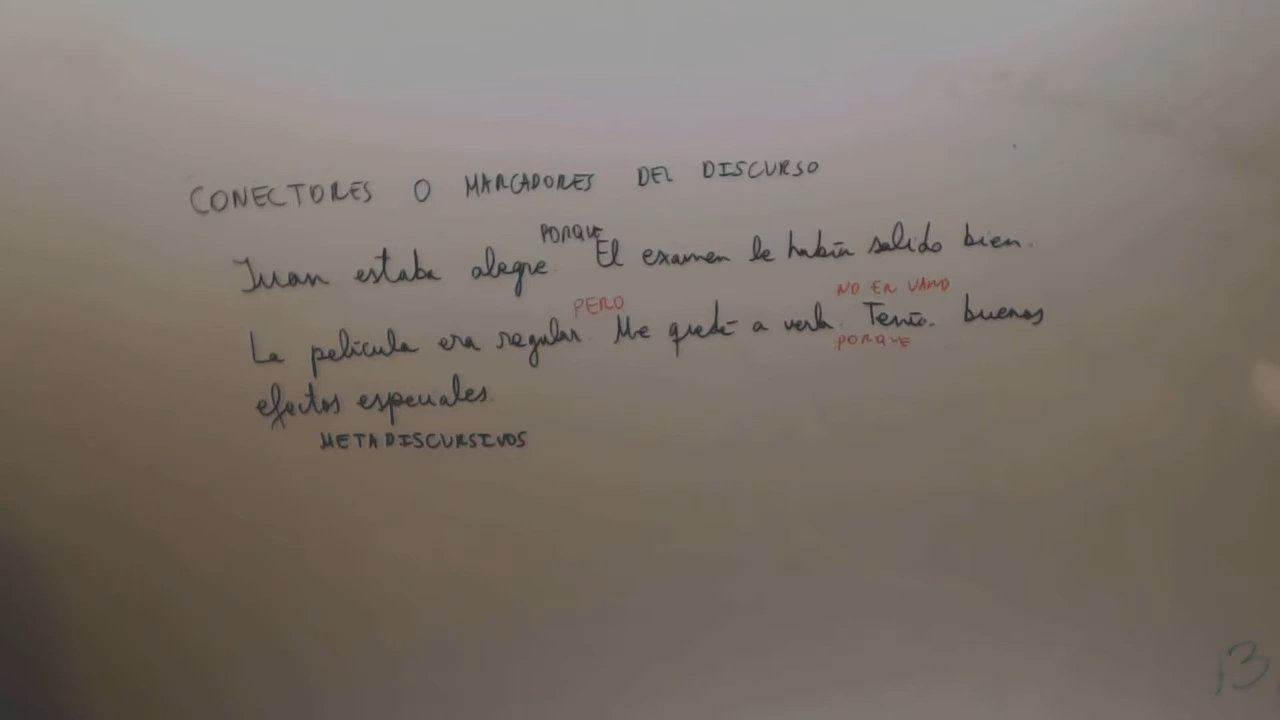 CONECTORES O MARCADORES DEL DISCURSO
PORQUE
Juan estaba alegre. El examen le había salido bien.
PERO NO EN VANO
La película era regular. Me quedé a verla. Tenía buenos
PORQUE
efectos especiales.
METADISCURSIVOS
13